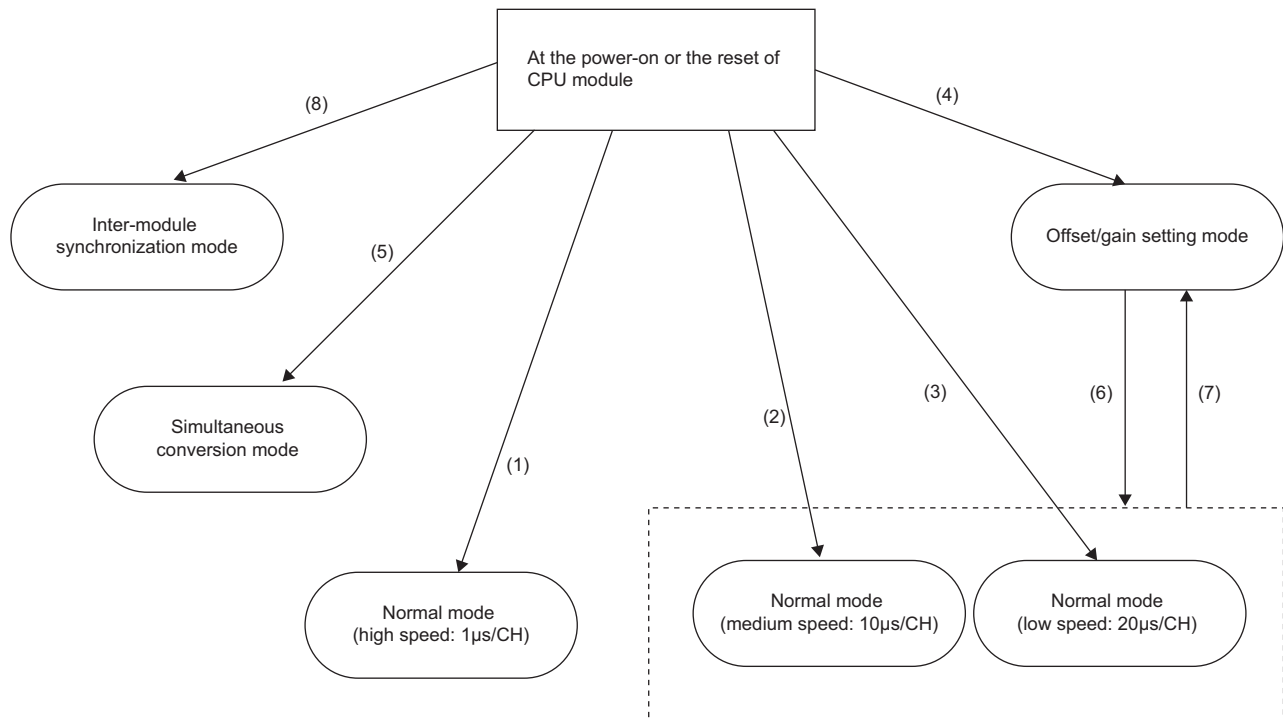 At the power-on or the reset of
CPU module
(8)
(4)
Inter-module
synchronization mode
(5)
Offset/gain setting mode
(3)
(6)
(7)
(2)
Simultaneous
conversion mode
(1)
Normal mode
(high speed: 1µs/CH)
Normal mode
(medium speed: 10µs/CH)
Normal mode
(low speed: 20µs/CH)